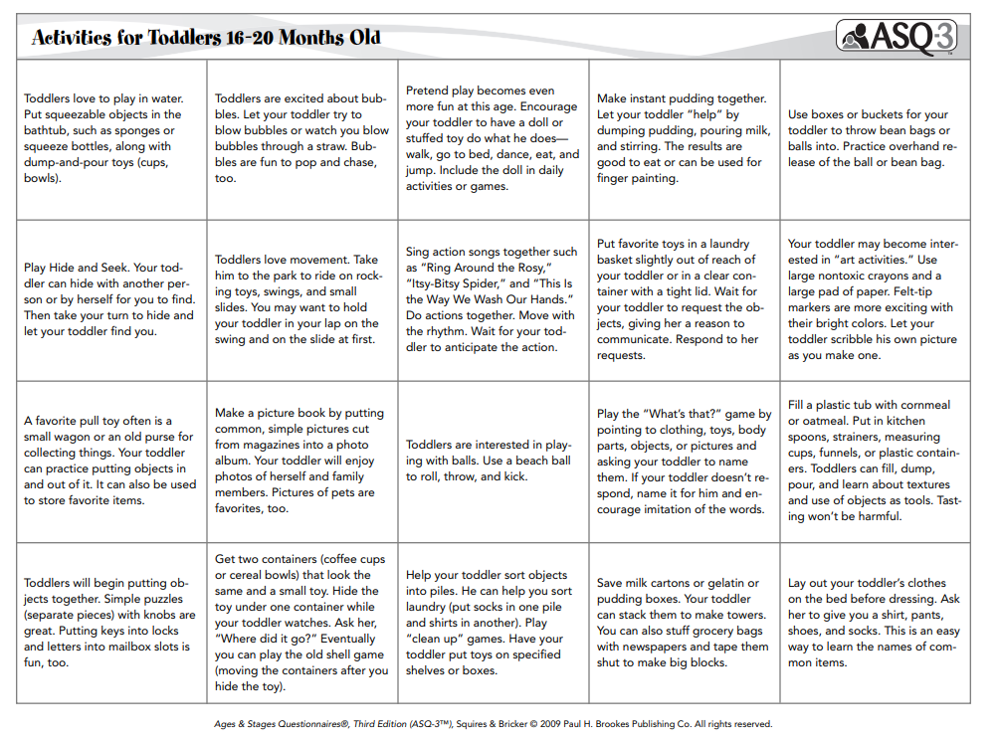 Activities for Toddlers 16–20 Months Old
ASQ-3™
Toddlers love to play in water.
Put squeezable objects in the
bathtub, such as sponges or
squeeze bottles, along with
dump-and-pour toys (cups,
bowls).
Toddlers are excited about bub-
bles. Let your toddler try to
blow bubbles or watch you blow
bubbles through a straw. Bub-
bles are fun to pop and chase,
too.
Pretend play becomes even
more fun at this age. Encourage
your toddler to have a doll or
stuffed toy do what he does—
walk, go to bed, dance, eat, and
jump. Include the doll in daily
activities or games.
Make instant pudding together.
Let your toddler “help” by
dumping pudding, pouring milk,
and stirring. The results are
good to eat or can be used for
finger painting.
Use boxes or buckets for your
toddler to throw bean bags or
balls into. Practice overhand re-
lease of the ball or bean bag.
Play Hide and Seek. Your tod-
dler can hide with another per-
son or by herself for you to find.
Then take your turn to hide and
let your toddler find you.
Toddlers love movement. Take
him to the park to ride on rock-
ing toys, swings, and small
slides. You may want to hold
your toddler in your lap on the
swing and on the slide at first.
Sing action songs together such
as “Ring Around the Rosy,”
“Itsy-Bitsy Spider,” and “This Is
the Way We Wash Our Hands.”
Do actions together. Move with
the rhythm. Wait for your tod-
dler to anticipate the action.
Put favorite toys in a laundry
basket slightly out of reach of
your toddler or in a clear con-
tainer with a tight lid. Wait for
your toddler to request the ob-
jects, giving her a reason to
communicate. Respond to her
requests.
Your toddler may become inter-
ested in “art activities.” Use
large nontoxic crayons and a
large pad of paper. Felt-tip
markers are more exciting with
their bright colors. Let your
toddler scribble his own picture
as you make one.
A favorite pull toy often is a
small wagon or an old purse for
collecting things. Your toddler
can practice putting objects in
and out of it. It can also be used
to store favorite items.
Make a picture book by putting
common, simple pictures cut
from magazines into a photo
album. Your toddler will enjoy
photos of herself and family
members. Pictures of pets are
favorites, too.
Toddlers are interested in play-
ing with balls. Use a beach ball
to roll, throw, and kick.
Play the “What’s that?” game by
pointing to clothing, toys, body
parts, objects, or pictures and
asking your toddler to name
them. If your toddler doesn’t re-
spond, name it for him and en-
courage imitation of the words.
Fill a plastic tub with cornmeal
or oatmeal. Put in kitchen
spoons, strainers, measuring
cups, funnels, or plastic contain-
ers. Toddlers can fill, dump,
pour, and learn about textures
and use of objects as tools. Tast-
ing won’t be harmful.
Toddlers will begin putting ob-
jects together. Simple puzzles
(separate pieces) with knobs are
great. Putting keys into locks
and letters into mailbox slots is
fun, too.
Get two containers (coffee cups
or cereal bowls) that look the
same and a small toy. Hide the
toy under one container while
your toddler watches. Ask her,
“Where did it go?” Eventually
you can play the old shell game
(moving the containers after you
hide the toy).
Help your toddler sort objects
into piles. He can help you sort
laundry (put socks in one pile
and shirts in another). Play
“clean up” games. Have your
toddler put toys on specified
shelves or boxes.
Save milk cartons or gelatin or
pudding boxes. Your toddler
can stack them to make towers.
You can also stuff grocery bags
with newspapers and tape them
shut to make big blocks.
Lay out your toddler’s clothes
on the bed before dressing. Ask
her to give you a shirt, pants,
shoes, and socks. This is an easy
way to learn the names of com-
mon items.
Ages & Stages Questionnaires®, Third Edition (ASQ-3™), Squires & Bricker © 2009 Paul H. Brookes Publishing Co. All rights reserved.